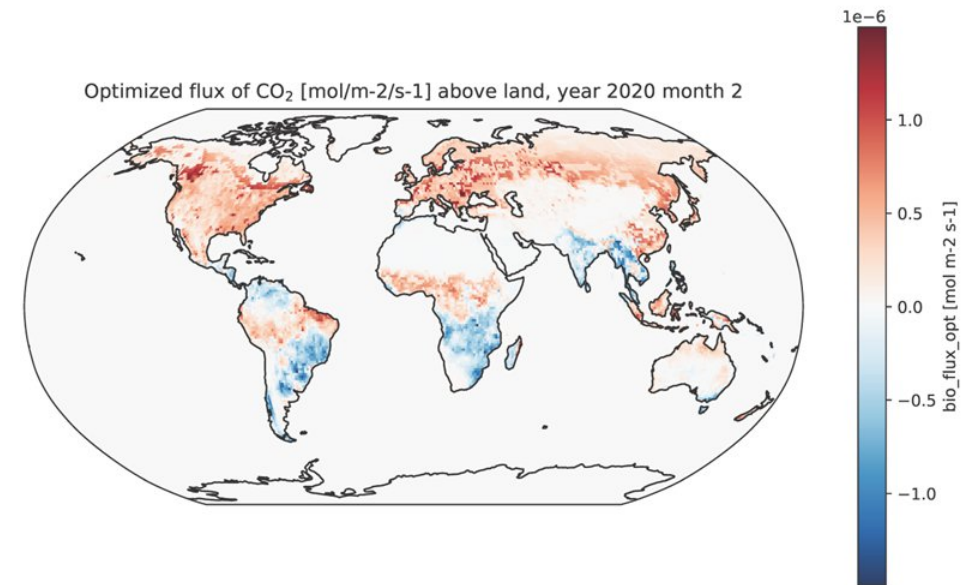 1e−6
Optimized flux of CO₂ [mol/m-2/s-1] above land, year 2020 month 2
1.0
0.5
0.0
−0.5
−1.0
bio_flux_opt [mol m-2 s-1]